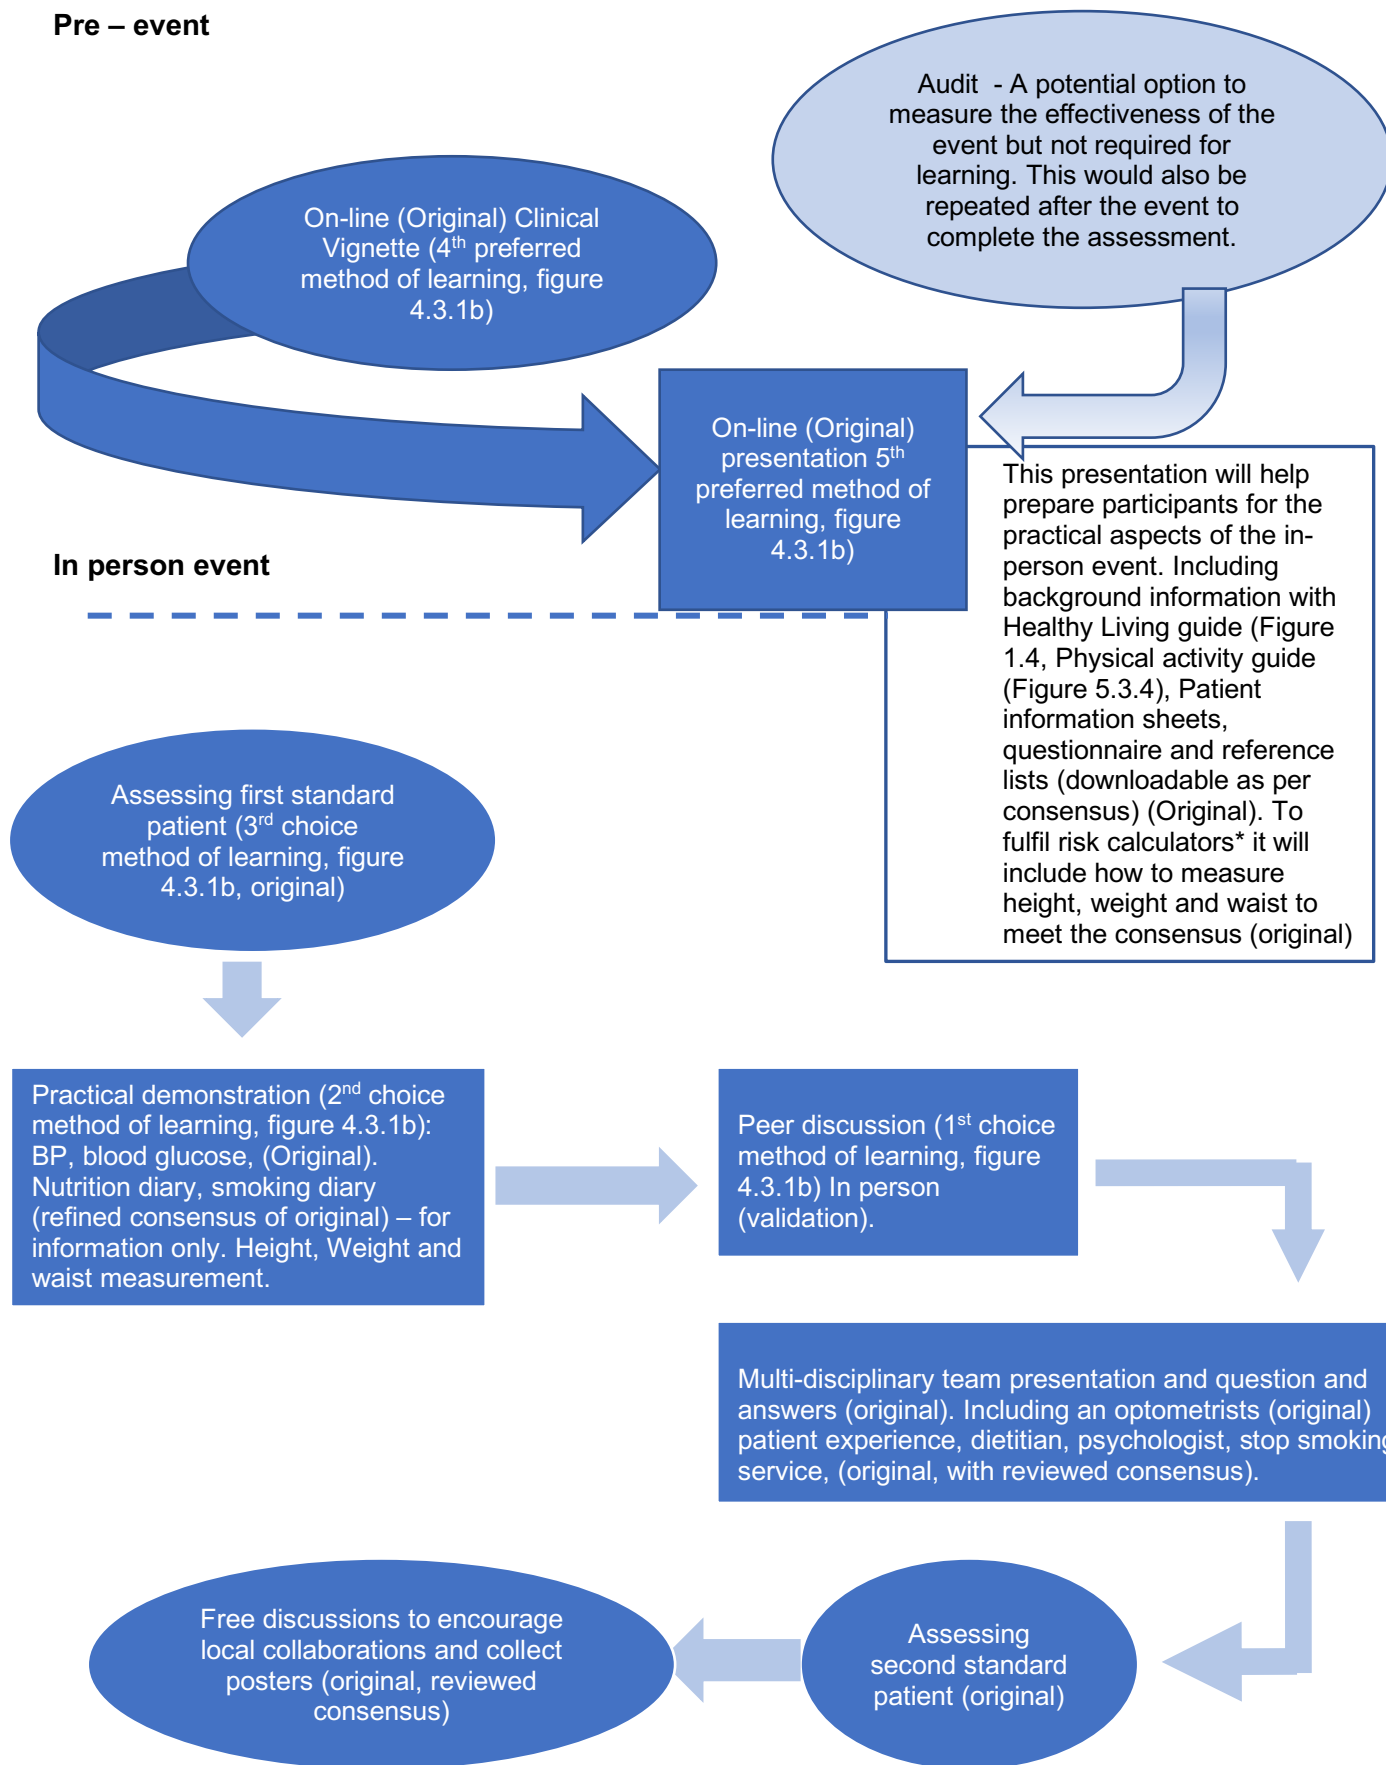 Pre – event
Audit - A potential option to
measure the effectiveness of the
event but not required for
learning. This would also be
repeated after the event to
complete the assessment.
On-line (Original) Clinical
Vignette (4th preferred
method of learning, figure
4.3.1b)
On-line (Original)
presentation 5th
preferred method of
learning, figure
4.3.1b)
This presentation will help
prepare participants for the
practical aspects of the in-
person event. Including
background information with
Healthy Living guide (Figure
1.4, Physical activity guide
(Figure 5.3.4), Patient
information sheets,
questionnaire and reference
lists (downloadable as per
consensus) (Original). To
fulfil risk calculators* it will
include how to measure
height, weight and waist to
meet the consensus (original)
In person event
Assessing first standard
patient (3rd choice
method of learning, figure
4.3.1b, original)
Practical demonstration (2nd choice
method of learning, figure 4.3.1b):
BP, blood glucose, (Original).
Nutrition diary, smoking diary
(refined consensus of original) – for
information only. Height, Weight and
waist measurement.
Peer discussion (1st choice
method of learning, figure
4.3.1b) In person
(validation).
Multi-disciplinary team presentation and question and
answers (original). Including an optometrists (original)
patient experience, dietitian, psychologist, stop smoking
service, (original, with reviewed consensus).
Assessing
second standard
patient (original)
Free discussions to encourage
local collaborations and collect
posters (original, reviewed
consensus)